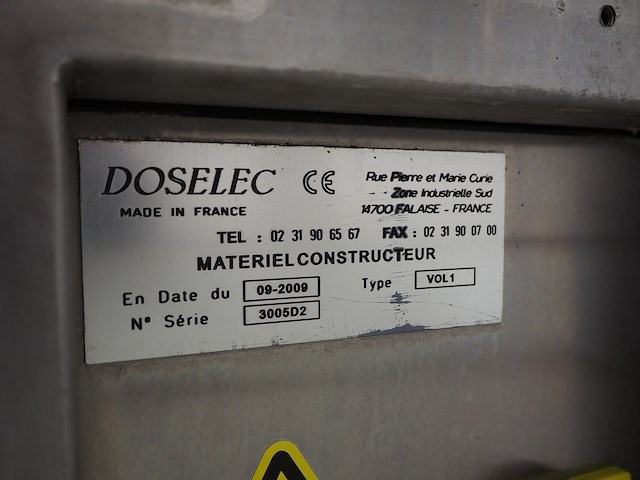 DOSELEC CE Rue Pierre et Marie Curie
Zone Industrielle Sud
MADE IN FRANCE 14700 FALAISE - FRANCE
TEL : 02 31 90 65 67 FAX : 02 31 90 07 00
MATERIEL CONSTRUCTEUR
En Date du 09-2009 Type VOL1
N° Série 3005D2